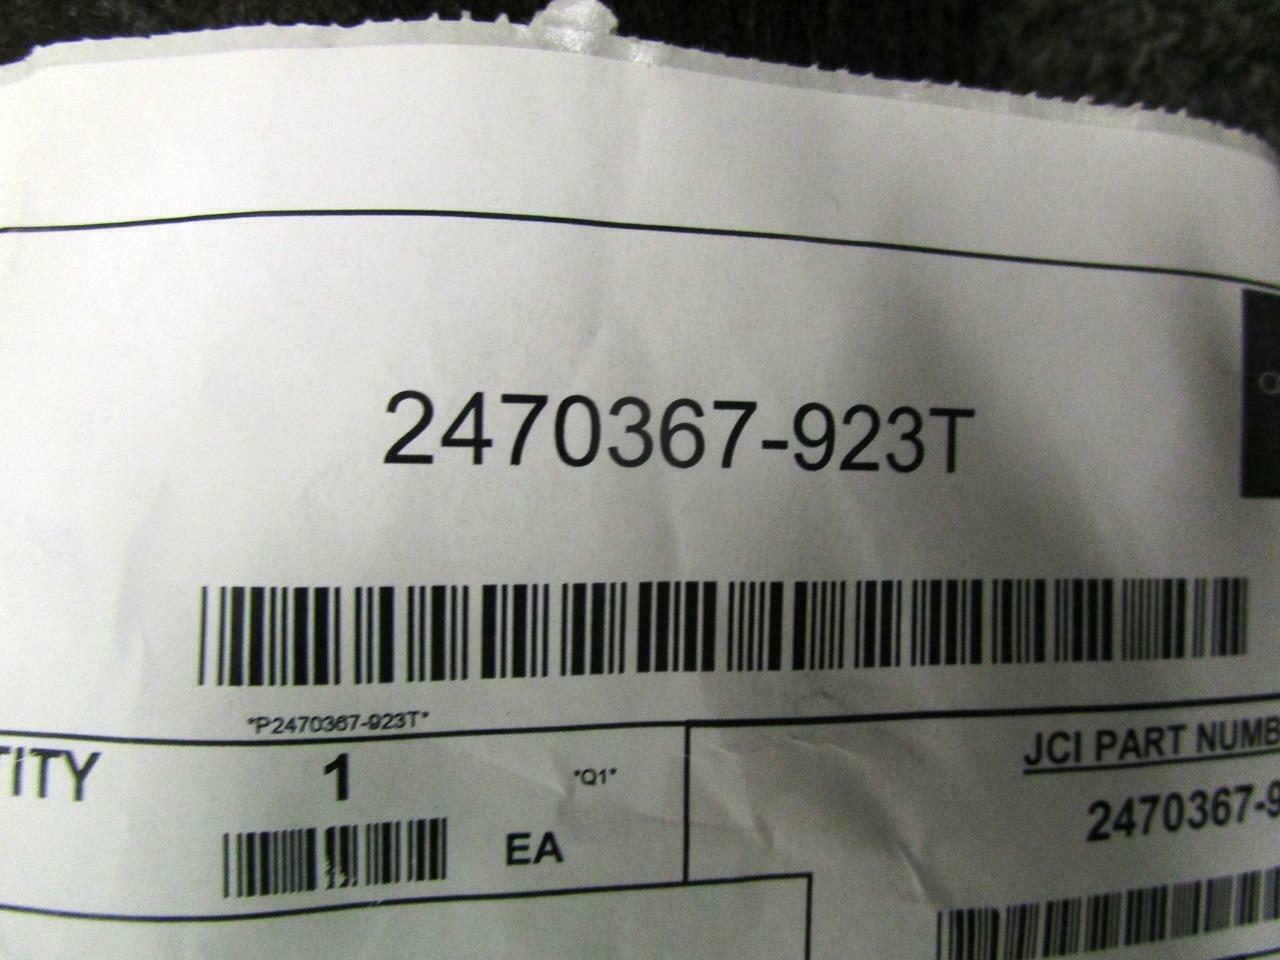 2470367-923T
*P2470367-923T*
TITY 1 *Q1*
EA
JCI PART NUMB
2470367-9